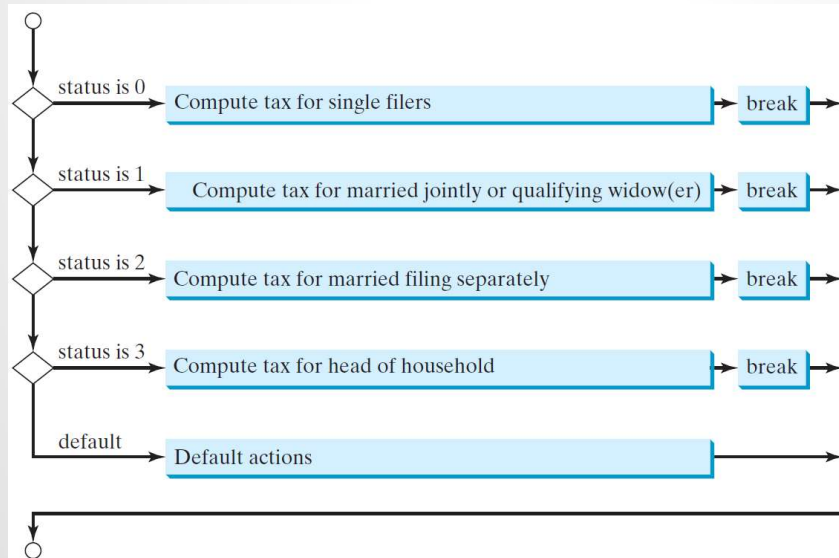 status is 0
Compute tax for single filers
break
status is 1
Compute tax for married jointly or qualifying widow(er)
break
status is 2
Compute tax for married filing separately
break
status is 3
Compute tax for head of household
break
default
Default actions